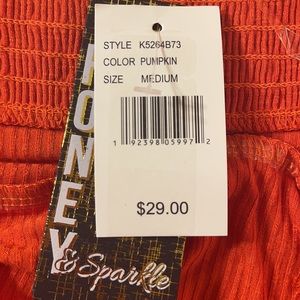 STYLE K5264B73
COLOR PUMPKIN
SIZE MEDIUM
1 92398 05997 2
$29.00
HONEY
& Sparkle